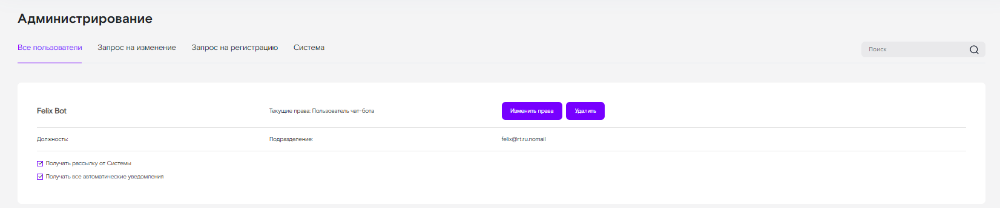 Администрирование
Все пользователи Запрос на изменение Запрос на регистрацию Система Поиск
Felix Bot Текущие права: Пользователь чат-бота Изменить права Удалить
Должность: Подразделение: felix@rt.ru.nomail
Получать рассылку от Системы
Получать все автоматические уведомления